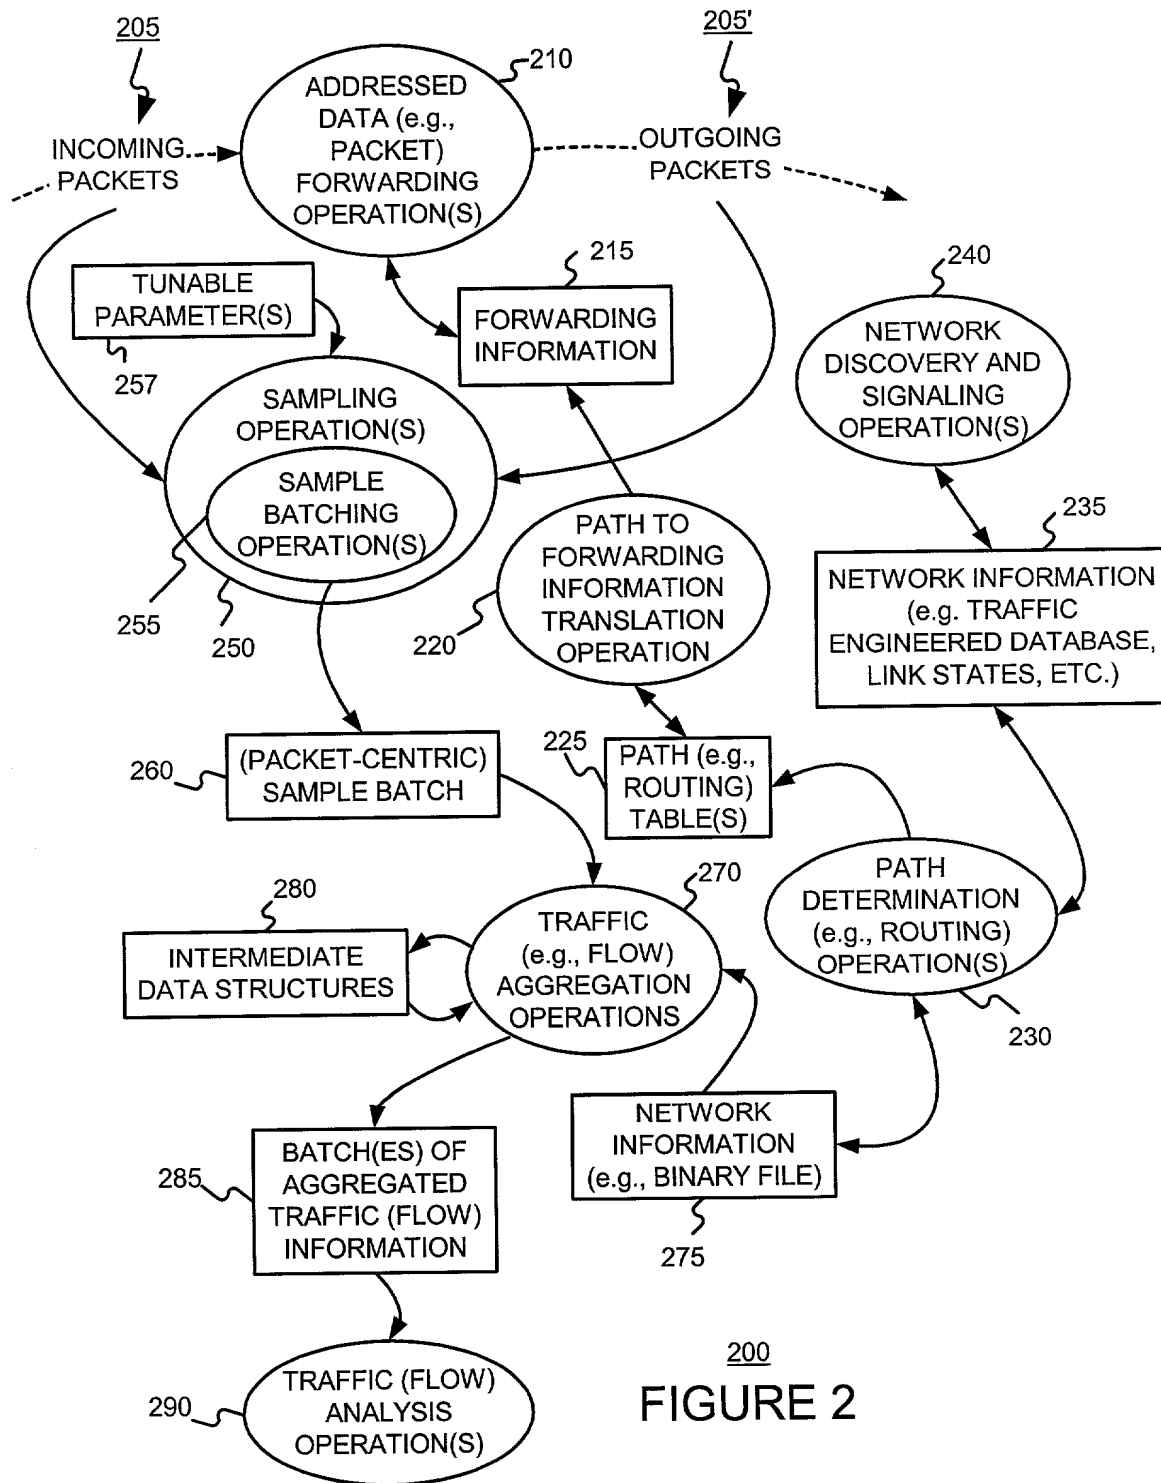 205
205'
210
ADDRESSED
DATA (e.g.,
PACKET)
FORWARDING
OPERATION(S)
INCOMING
PACKETS
OUTGOING
PACKETS
215
TUNABLE
PARAMETER(S)
257
FORWARDING
INFORMATION
240
NETWORK
DISCOVERY AND
SIGNALING
OPERATION(S)
SAMPLING
OPERATION(S)
SAMPLE
BATCHING
OPERATION(S)
255
250
PATH TO
FORWARDING
INFORMATION
TRANSLATION
OPERATION
220
235
NETWORK INFORMATION
(e.g. TRAFFIC
ENGINEERED DATABASE,
LINK STATES, ETC.)
260
(PACKET-CENTRIC)
SAMPLE BATCH
225
PATH (e.g.,
ROUTING)
TABLE(S)
PATH
DETERMINATION
(e.g., ROUTING)
OPERATION(S)
230
280
INTERMEDIATE
DATA STRUCTURES
270
TRAFFIC
(e.g., FLOW)
AGGREGATION
OPERATIONS
NETWORK
INFORMATION
(e.g., BINARY FILE)
275
285
BATCH(ES) OF
AGGREGATED
TRAFFIC (FLOW)
INFORMATION
290
TRAFFIC (FLOW)
ANALYSIS
OPERATION(S)
200
FIGURE 2